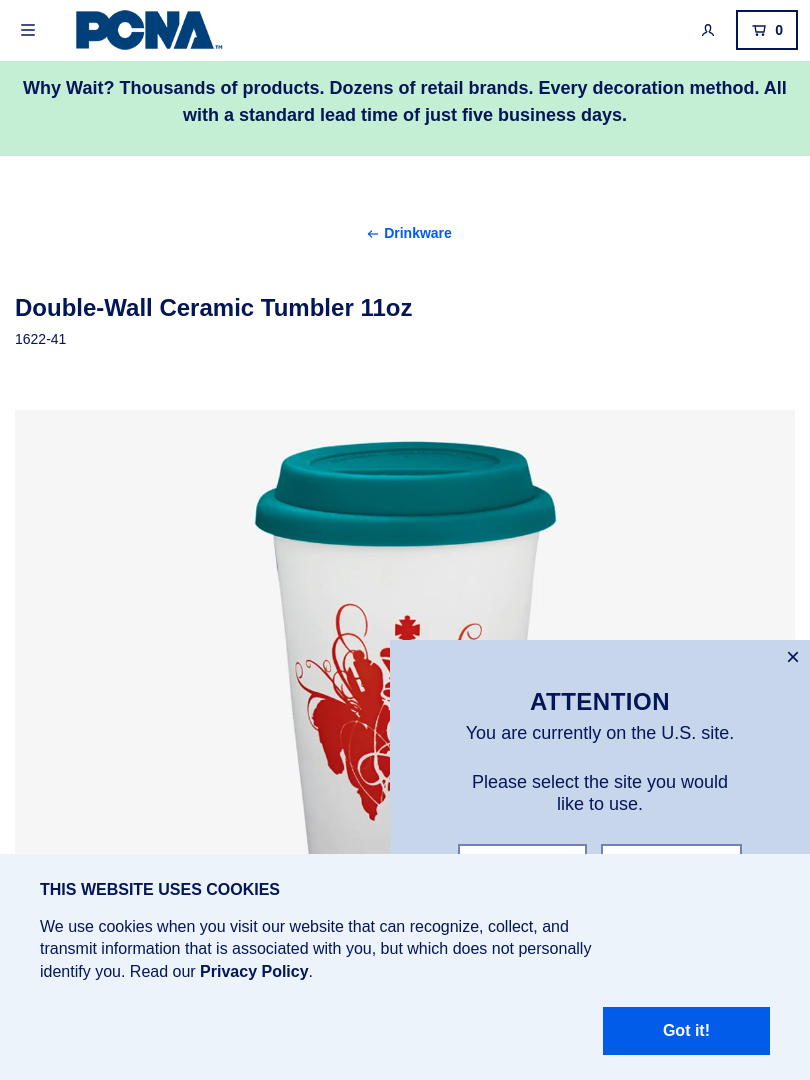 PCNA™
0
Why Wait? Thousands of products. Dozens of retail brands. Every decoration method. All
with a standard lead time of just five business days.
← Drinkware
Double-Wall Ceramic Tumbler 11oz
1622-41
ATTENTION
You are currently on the U.S. site.
Please select the site you would
like to use.
THIS WEBSITE USES COOKIES
We use cookies when you visit our website that can recognize, collect, and
transmit information that is associated with you, but which does not personally
identify you. Read our Privacy Policy.
Got it!